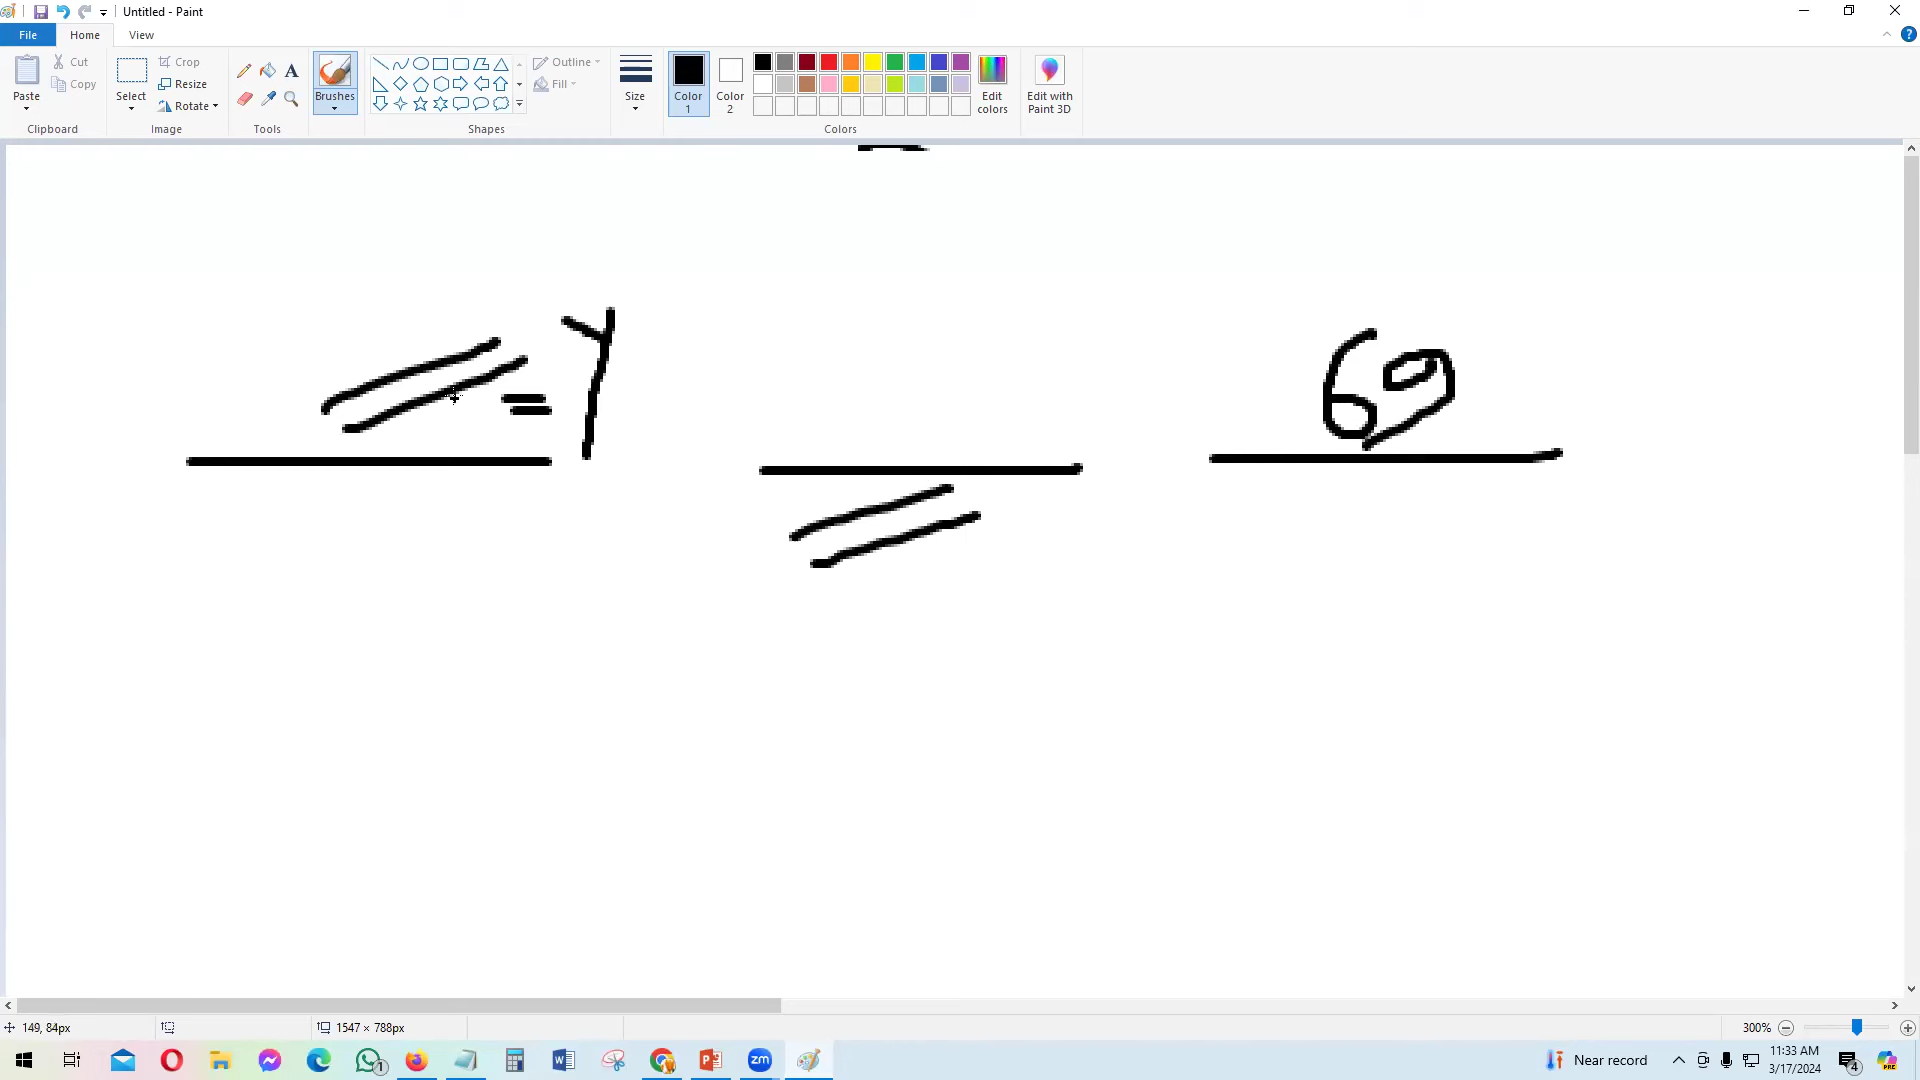 Untitled - Paint
File Home View
Paste Cut Copy Clipboard
Select Crop Resize Rotate Image
A Tools
Brushes
Outline Fill Shapes
Size
Color 1 Color 2 Edit colors Colors
Edit with Paint 3D
149, 84px 1547 × 788px 300%
zm Near record 11:33 AM
3/17/2024